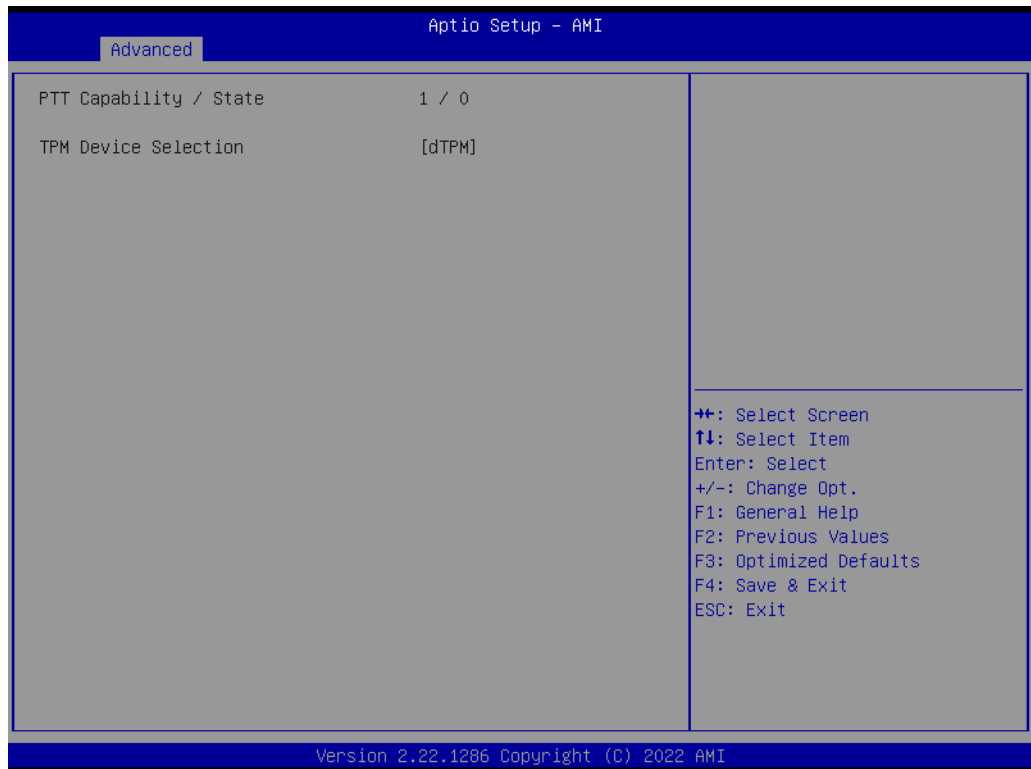 Aptio Setup – AMI
Advanced
PTT Capability / State 1 / 0
TPM Device Selection [dTPM]
→←: Select Screen
↑↓: Select Item
Enter: Select
+/-: Change Opt.
F1: General Help
F2: Previous Values
F3: Optimized Defaults
F4: Save & Exit
ESC: Exit
Version 2.22.1286 Copyright (C) 2022 AMI